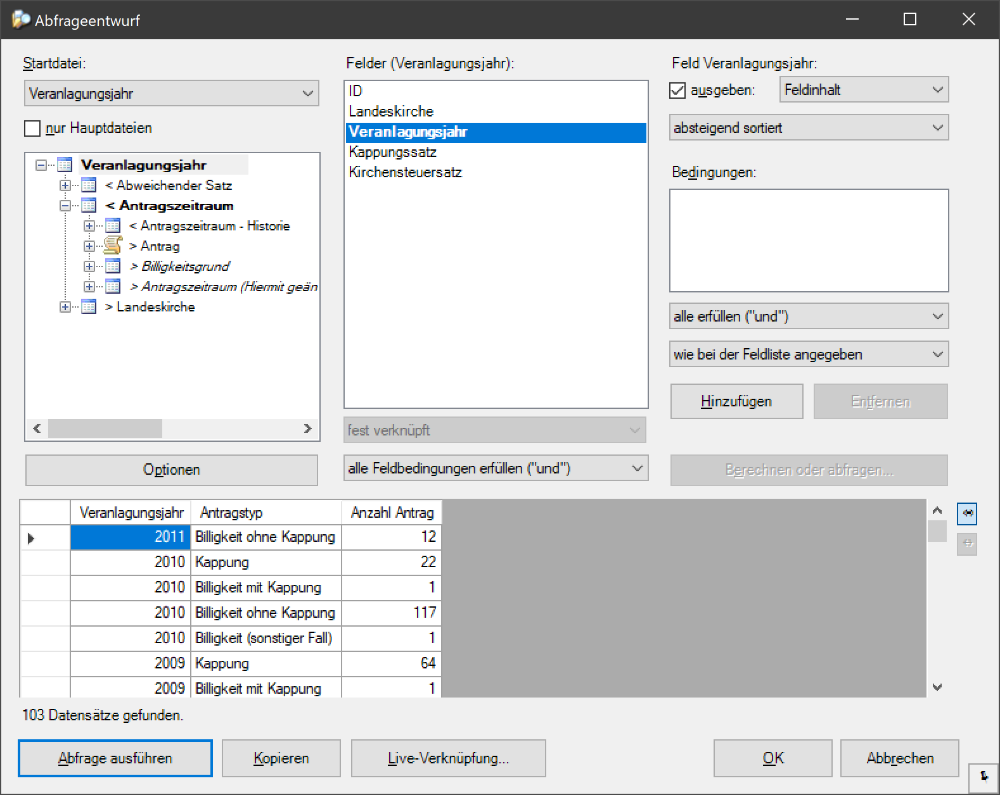 Abfrageentwurf
Startdatei:
Veranlagungsjahr
nur Hauptdateien
Veranlagungsjahr
< Abweichender Satz
< Antragszeitraum
< Antragszeitraum - Historie
> Antrag
> Billigkeitsgrund
> Antragszeitraum (Hiermit geän
> Landeskirche
Optionen
Felder (Veranlagungsjahr):
ID
Landeskirche
Veranlagungsjahr
Kappungssatz
Kirchensteuersatz
fest verknüpft
alle Feldbedingungen erfüllen ("und")
Feld Veranlagungsjahr:
ausgeben: Feldinhalt
absteigend sortiert
Bedingungen:
alle erfüllen ("und")
wie bei der Feldliste angegeben
Hinzufügen Entfernen
Berechnen oder abfragen...
Veranlagungsjahr Antragstyp Anzahl Antrag
2011 Billigkeit ohne Kappung 12
2010 Kappung 22
2010 Billigkeit mit Kappung 1
2010 Billigkeit ohne Kappung 117
2010 Billigkeit (sonstiger Fall) 1
2009 Kappung 64
2009 Billigkeit mit Kappung 1
103 Datensätze gefunden.
Abfrage ausführen Kopieren Live-Verknüpfung... OK Abbrechen